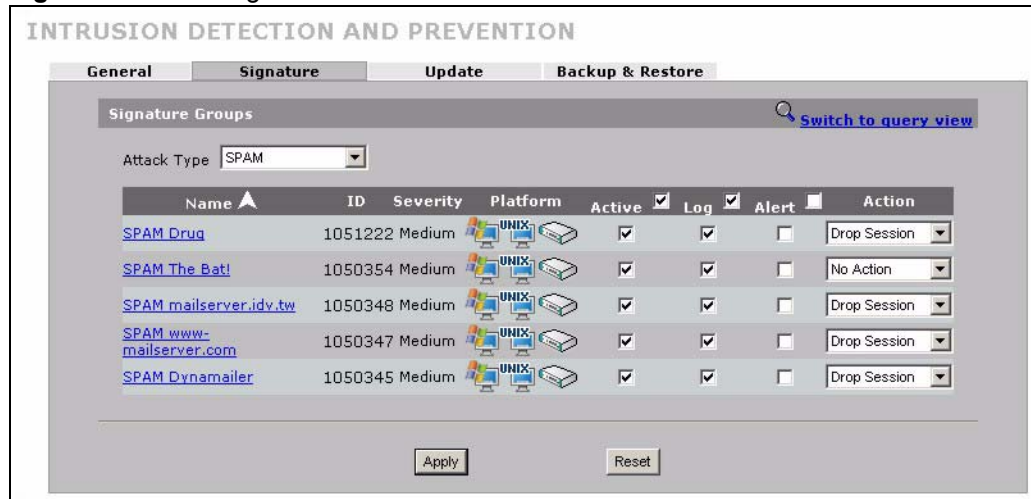 INTRUSION DETECTION AND PREVENTION
General Signature Update Backup & Restore
Signature Groups Switch to query view
Attack Type SPAM
Name ID Severity Platform Active Log Alert Action
SPAM Drug 1051222 Medium UNIX Drop Session
SPAM The Bat! 1050354 Medium UNIX No Action
SPAM mailserver.idv.tw 1050348 Medium UNIX Drop Session
SPAM www-
mailserver.com 1050347 Medium UNIX Drop Session
SPAM Dynamailer 1050345 Medium UNIX Drop Session
Apply Reset